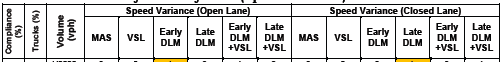 Compliance (%)
Trucks (%)
Volume (vph)
Speed Variance (Open Lane)
Speed Variance (Closed Lane)
MAS
VSL
Early DLM
Late DLM
Early DLM +VSL
Late DLM +VSL
MAS
VSL
Early DLM
Late DLM
Early DLM +VSL
Late DLM +VSL